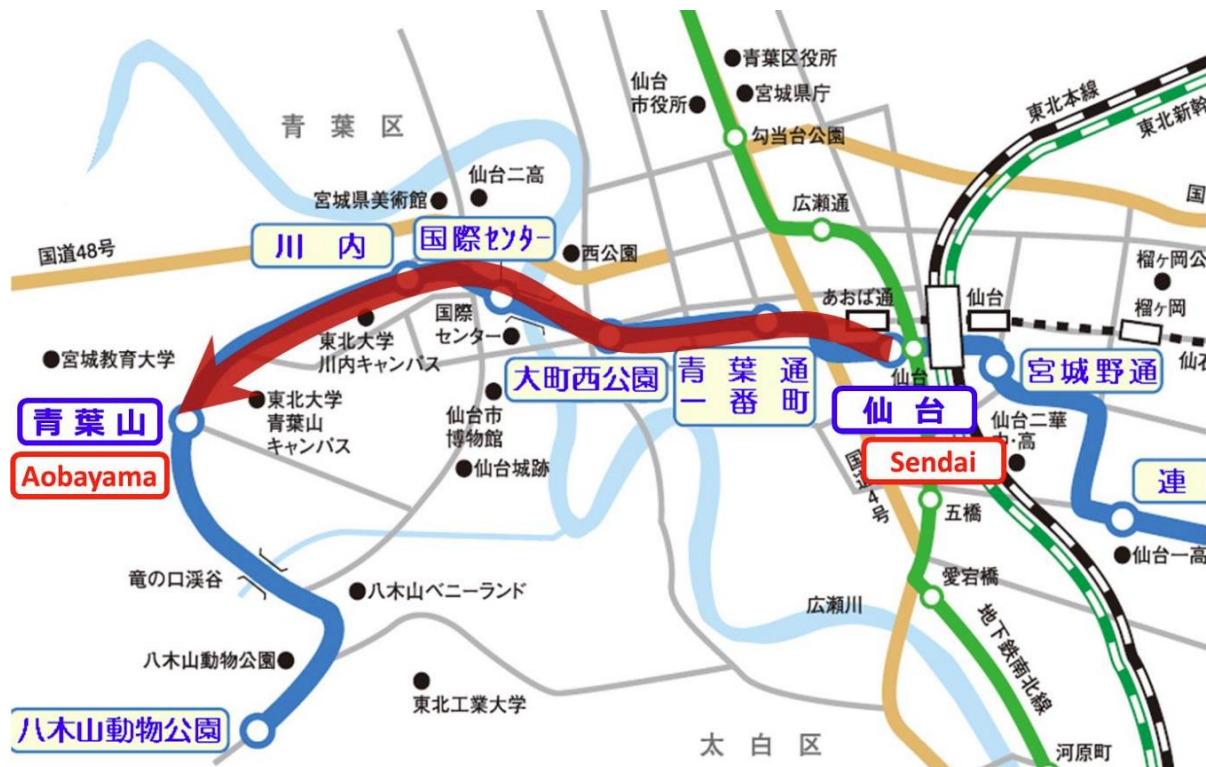 青葉区役所
仙台
市役所
宮城県庁
東北本線
東北新幹
青葉区
勾当台公園
仙台二高
宮城県美術館
広瀬通
国
国道48号
川内
国際センター
西公園
榴ヶ岡公
あおば通
仙台
榴ヶ岡
国際
センター
東北大学
川内キャンパス
宮城教育大学
大町西公園
青葉通
一番町
仙台
宮城野通
仙石
東北大学
青葉山
キャンパス
青葉山
仙台市
博物館
仙台
仙台二華
中・高
Aobayama
仙台城跡
Sendai
国道4号
連
五橋
仙台一高
竜の口渓谷
八木山ベニーランド
愛宕橋
広瀬川
地下鉄南北線
八木山動物公園
東北工業大学
八木山動物公園
太白区
河原町